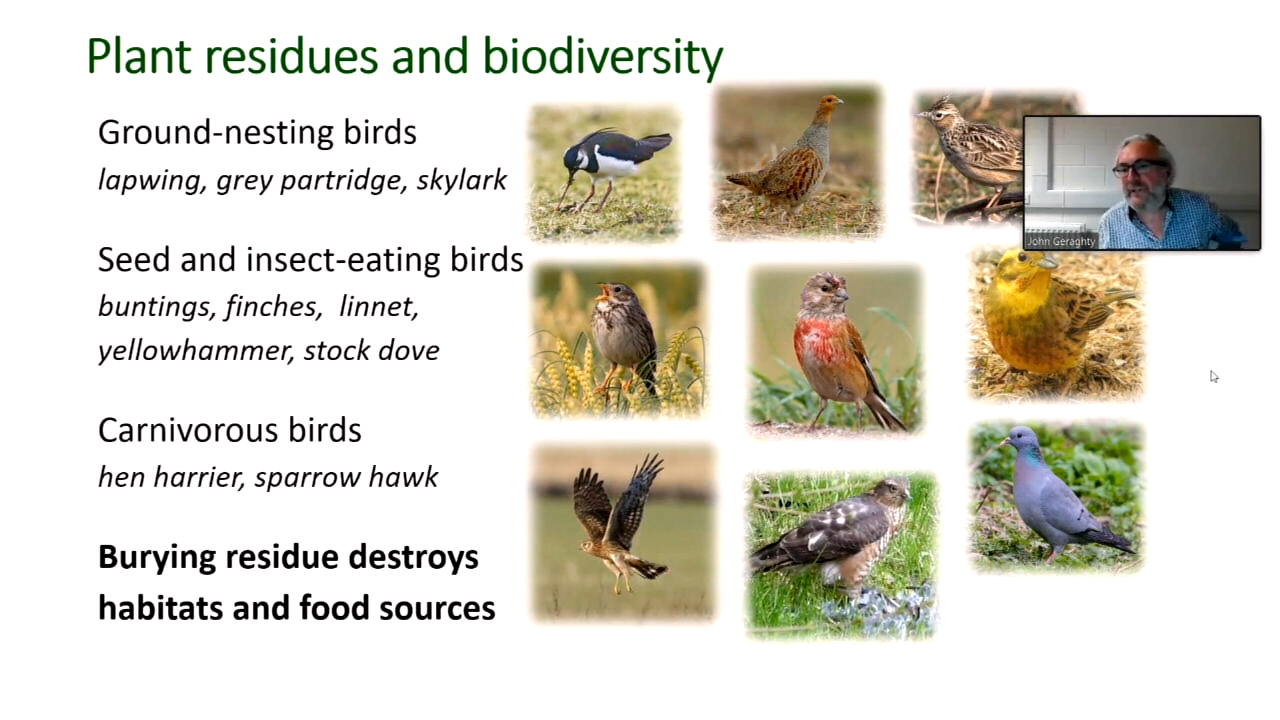 Plant residues and biodiversity
Ground-nesting birds
lapwing, grey partridge, skylark
John Geraghty
Seed and insect-eating birds
buntings, finches, linnet,
yellowhammer, stock dove
Carnivorous birds
hen harrier, sparrow hawk
Burying residue destroys
habitats and food sources